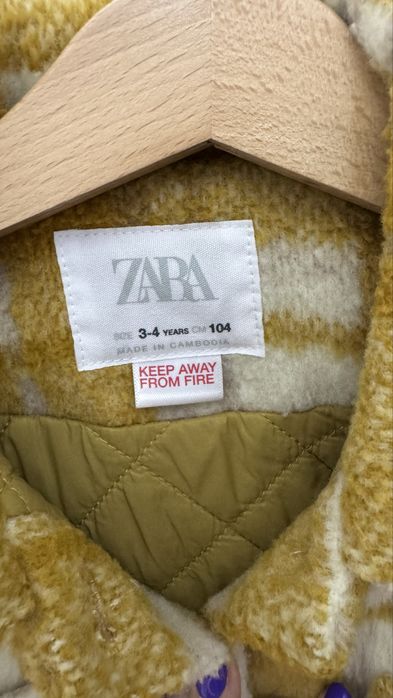 ZARA
SIZE 3-4 YEARS CM 104
MADE IN CAMBODIA
KEEP AWAY
FROM FIRE